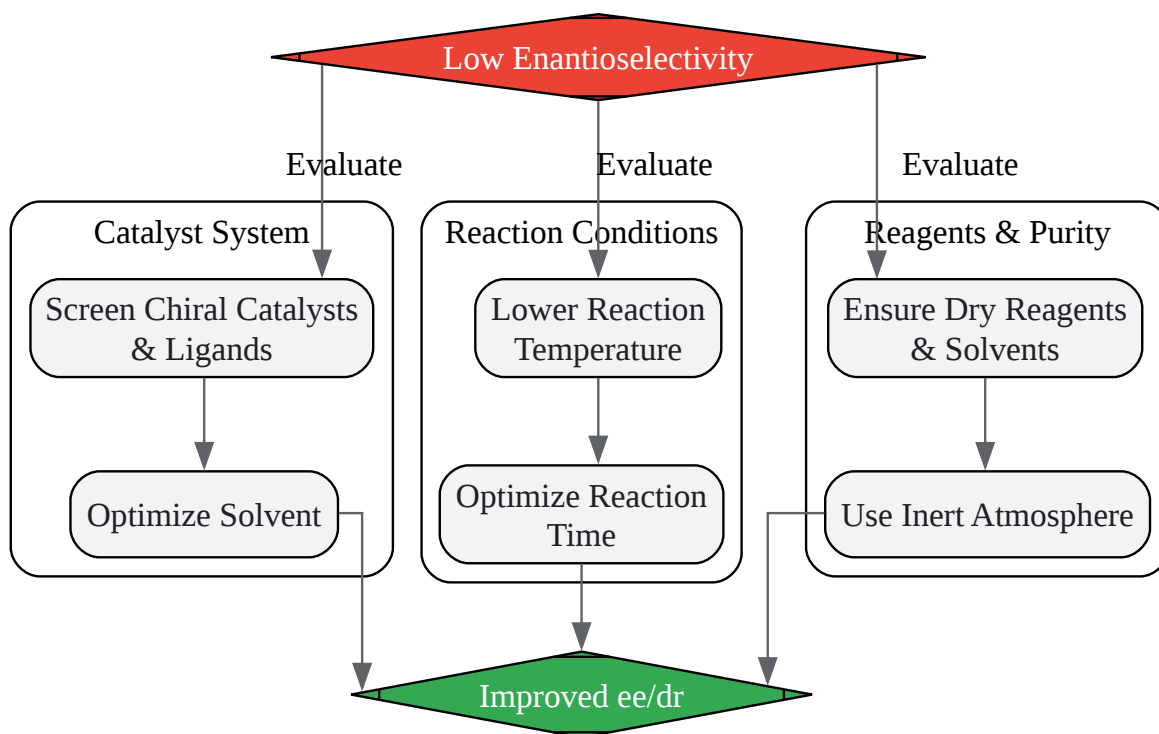 Low Enantioselectivity
Evaluate
Evaluate
Evaluate
Catalyst System
Reaction Conditions
Reagents & Purity
Screen Chiral Catalysts
& Ligands
Lower Reaction
Temperature
Ensure Dry Reagents
& Solvents
Optimize Solvent
Optimize Reaction
Time
Use Inert Atmosphere
Improved ee/dr